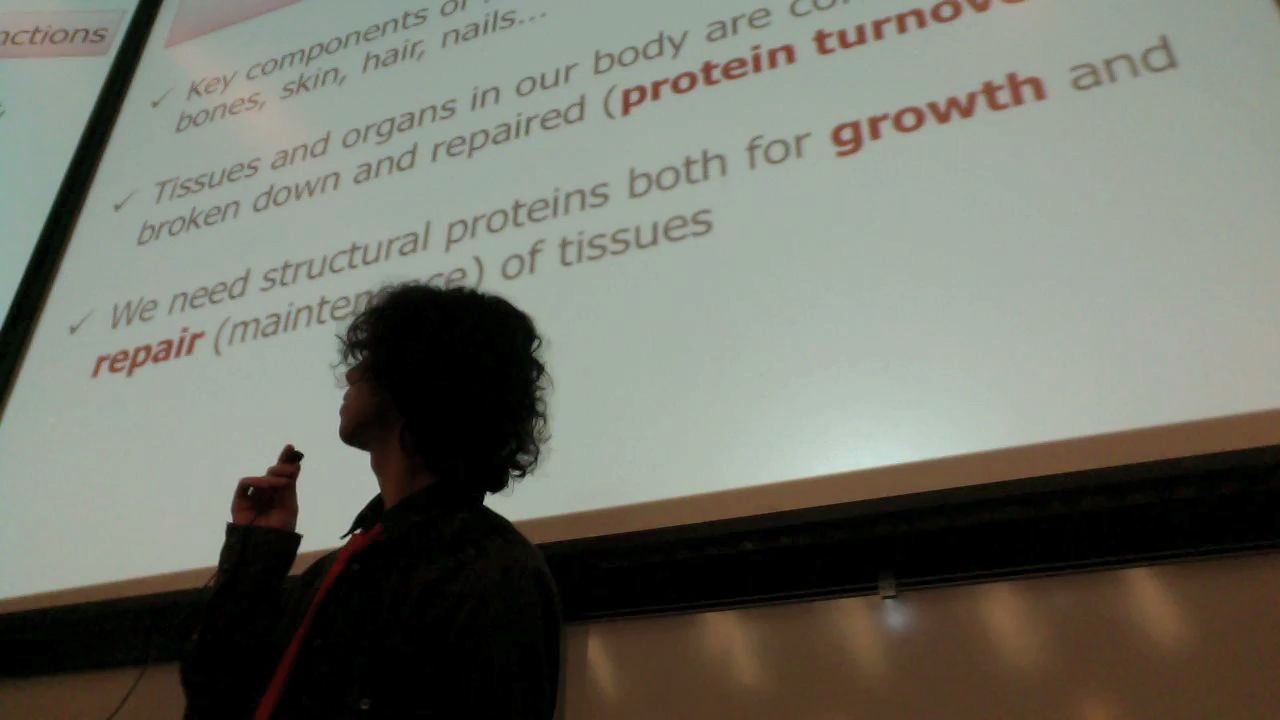 nctions
✓ Key components of
bones, skin, hair, nails...
✓ Tissues and organs in our body are co
broken down and repaired (protein turnove
✓ We need structural proteins both for growth and
repair (maintenance) of tissues